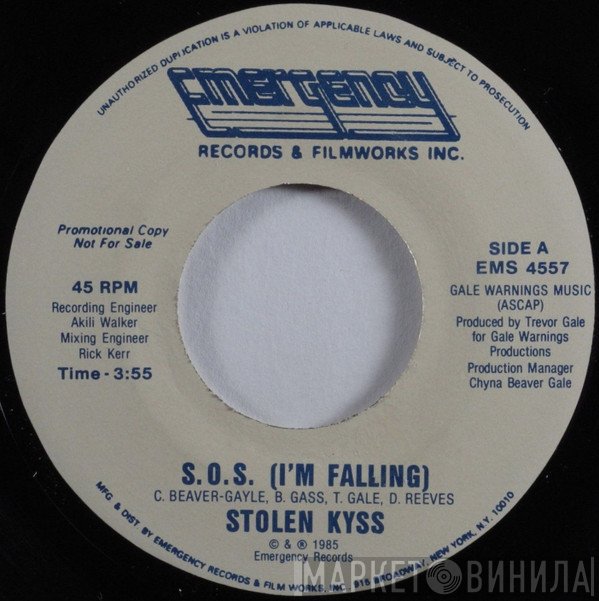 UNAUTHORIZED DUPLICATION IS A VIOLATION OF APPLICABLE LAWS AND SUBJECT TO PROSECUTION
Emergency
RECORDS & FILMWORKS INC.
Promotional Copy
Not For Sale
45 RPM
Recording Engineer
Akili Walker
Mixing Engineer
Rick Kerr
Time - 3:55
SIDE A
EMS 4557
GALE WARNINGS MUSIC
(ASCAP)
Produced by Trevor Gale
for Gale Warnings
Productions
Production Manager
Chyna Beaver Gale
S.O.S. (I'M FALLING)
C. BEAVER-GAYLE, B. GASS, T. GALE, D. REEVES
STOLEN KYSS
© & ℗ 1985
Emergency Records
MFG. & DIST. BY EMERGENCY RECORDS & FILM WORKS, INC. 915 BROADWAY, NEW YORK, N.Y. 10010
МАРКЕТ ВИНИЛА